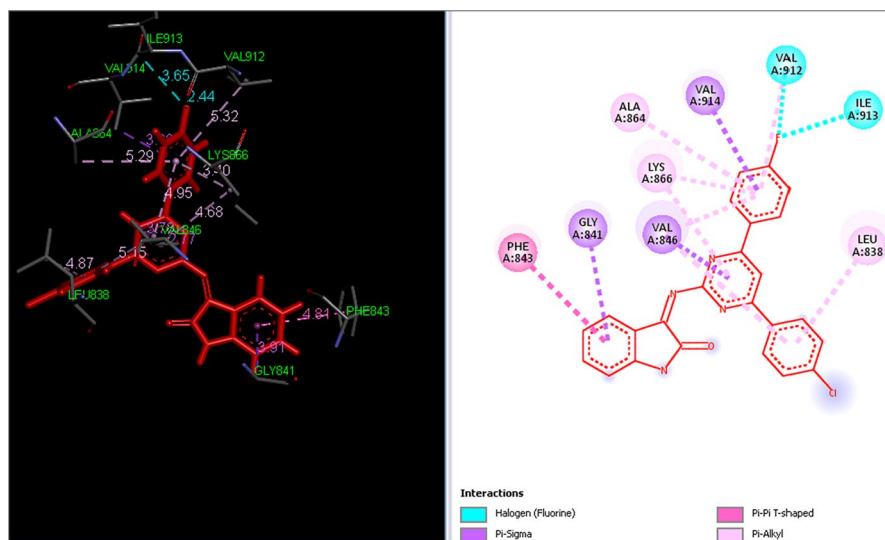 ILE913
VAL912
3.65
2.44
5.32
5.29
LYS866
3.40
4.95
4.68
VAL846
5.15
4.87
LEU838
4.81
PHE843
3.91
GLY841
VAL
A:912
VAL
A:914
ILE
A:913
ALA
A:864
F
LYS
A:866
GLY
A:841
VAL
A:846
LEU
A:838
PHE
A:843
N
N
N
O
N
Cl
Interactions
Halogen (Fluorine)
Pi-Sigma
Pi-Pi T-shaped
Pi-Alkyl